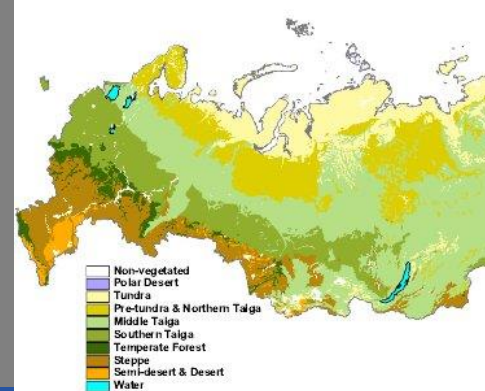 Non-vegetated
Polar Desert
Tundra
Pre-tundra & Northern Taiga
Middle Taiga
Southern Taiga
Temperate Forest
Steppe
Semi-desert & Desert
Water